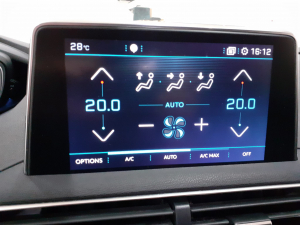 28°C 16:12
20.0 AUTO 20.0
OPTIONS A/C AUTO A/C MAX OFF